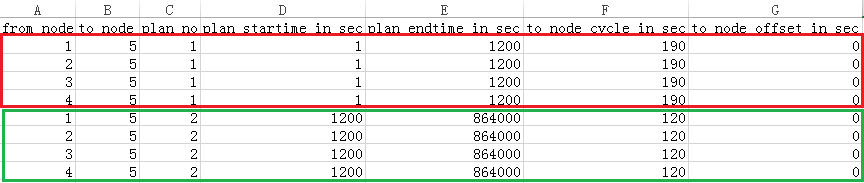 A B C D E F G
from node to node plan no plan startime in sec plan endtime in sec to node cycle in sec to node offset in sec
1 5 1 1 1200 190 0
2 5 1 1 1200 190 0
3 5 1 1 1200 190 0
4 5 1 1 1200 190 0
1 5 2 1200 864000 120 0
2 5 2 1200 864000 120 0
3 5 2 1200 864000 120 0
4 5 2 1200 864000 120 0